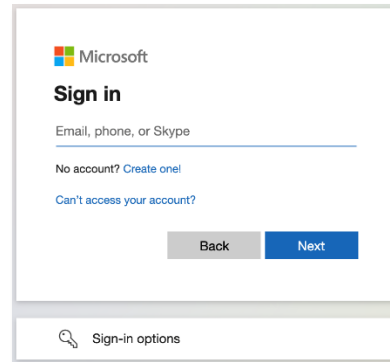 Microsoft
Sign in
Email, phone, or Skype
No account? Create one!
Can't access your account?
Back Next
Sign-in options